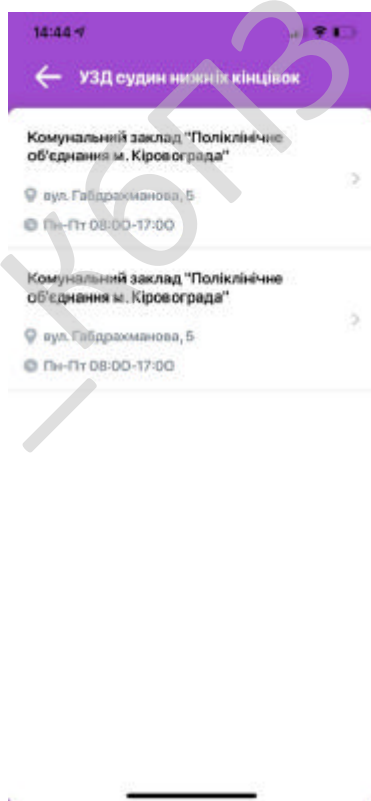 14:44
УЗД судин нижніх кінцівок
Комунальний заклад "Поліклінічне
об'єднання м. Кіровограда"
вул. Габдрахманова, 5
Пн-Пт 08:00-17:00
Комунальний заклад "Поліклінічне
об'єднання м. Кіровограда"
вул. Габдрахманова, 5
Пн-Пт 08:00-17:00